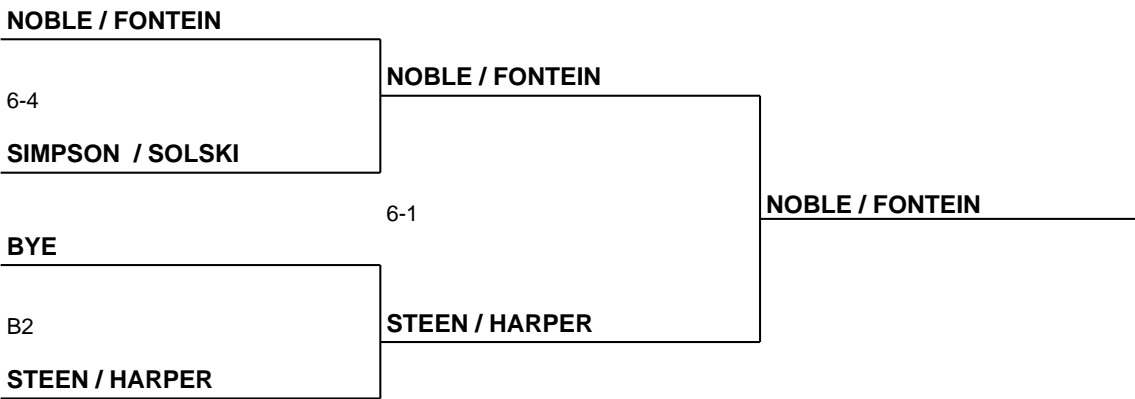 NOBLE / FONTEIN
NOBLE / FONTEIN
6-4
SIMPSON / SOLSKI
6-1
NOBLE / FONTEIN
BYE
B2
STEEN / HARPER
STEEN / HARPER